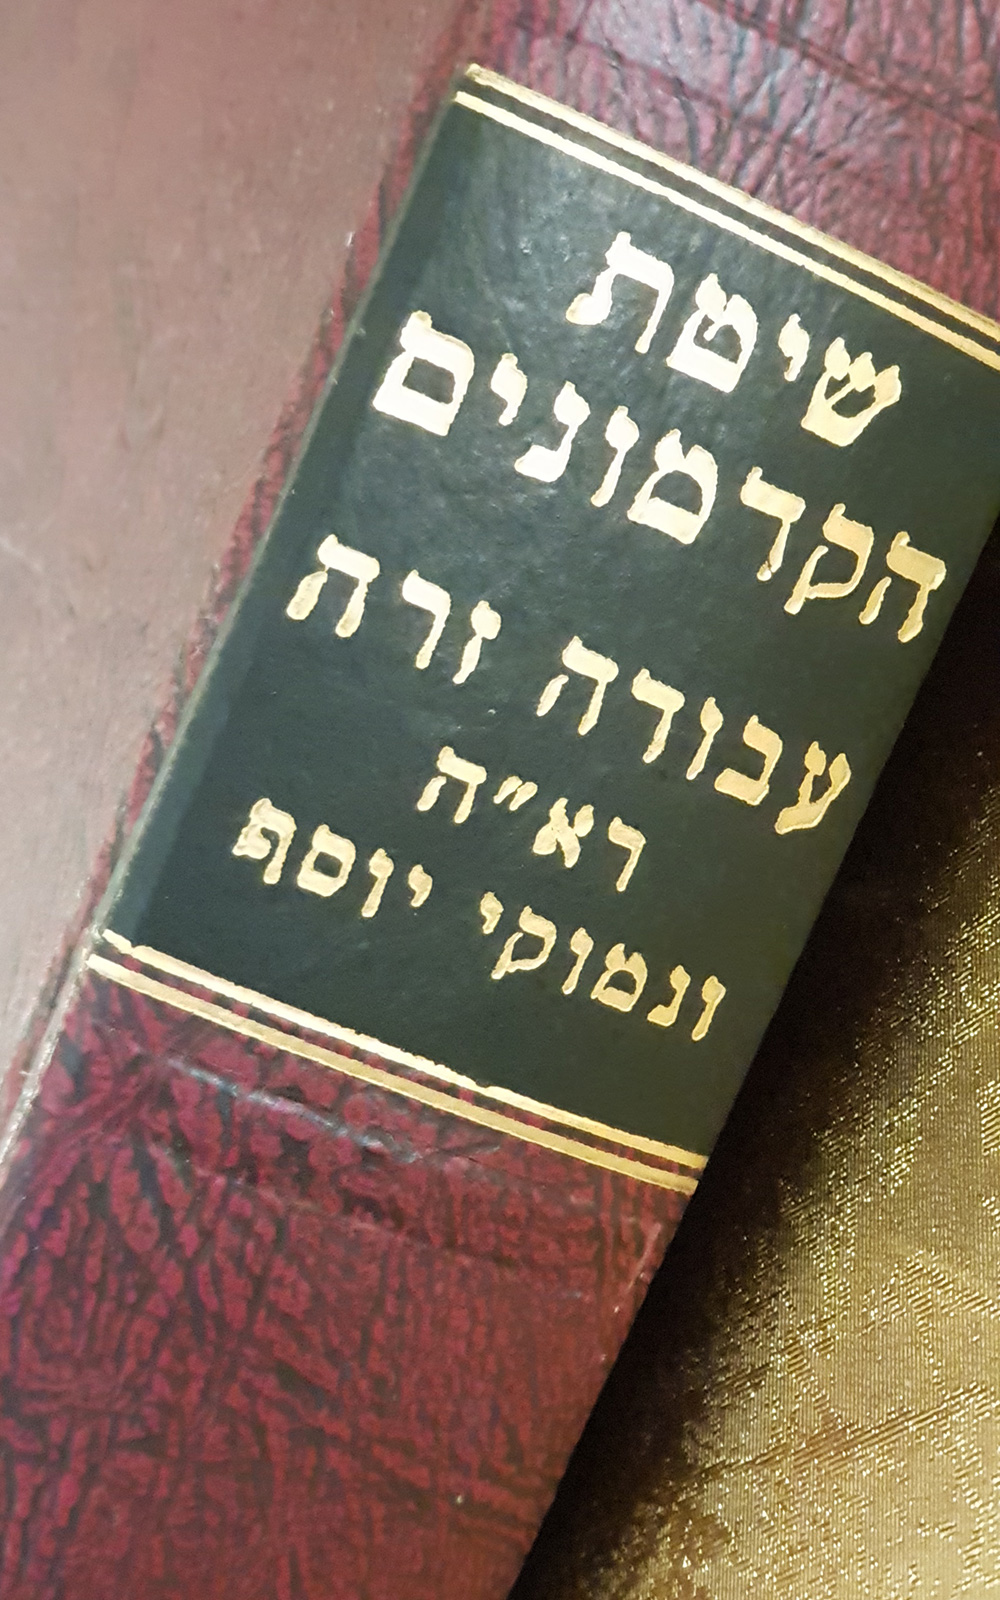 שיטת
הקדמונים
עבודה זרה
רא״ה
ונמוקי יוסף